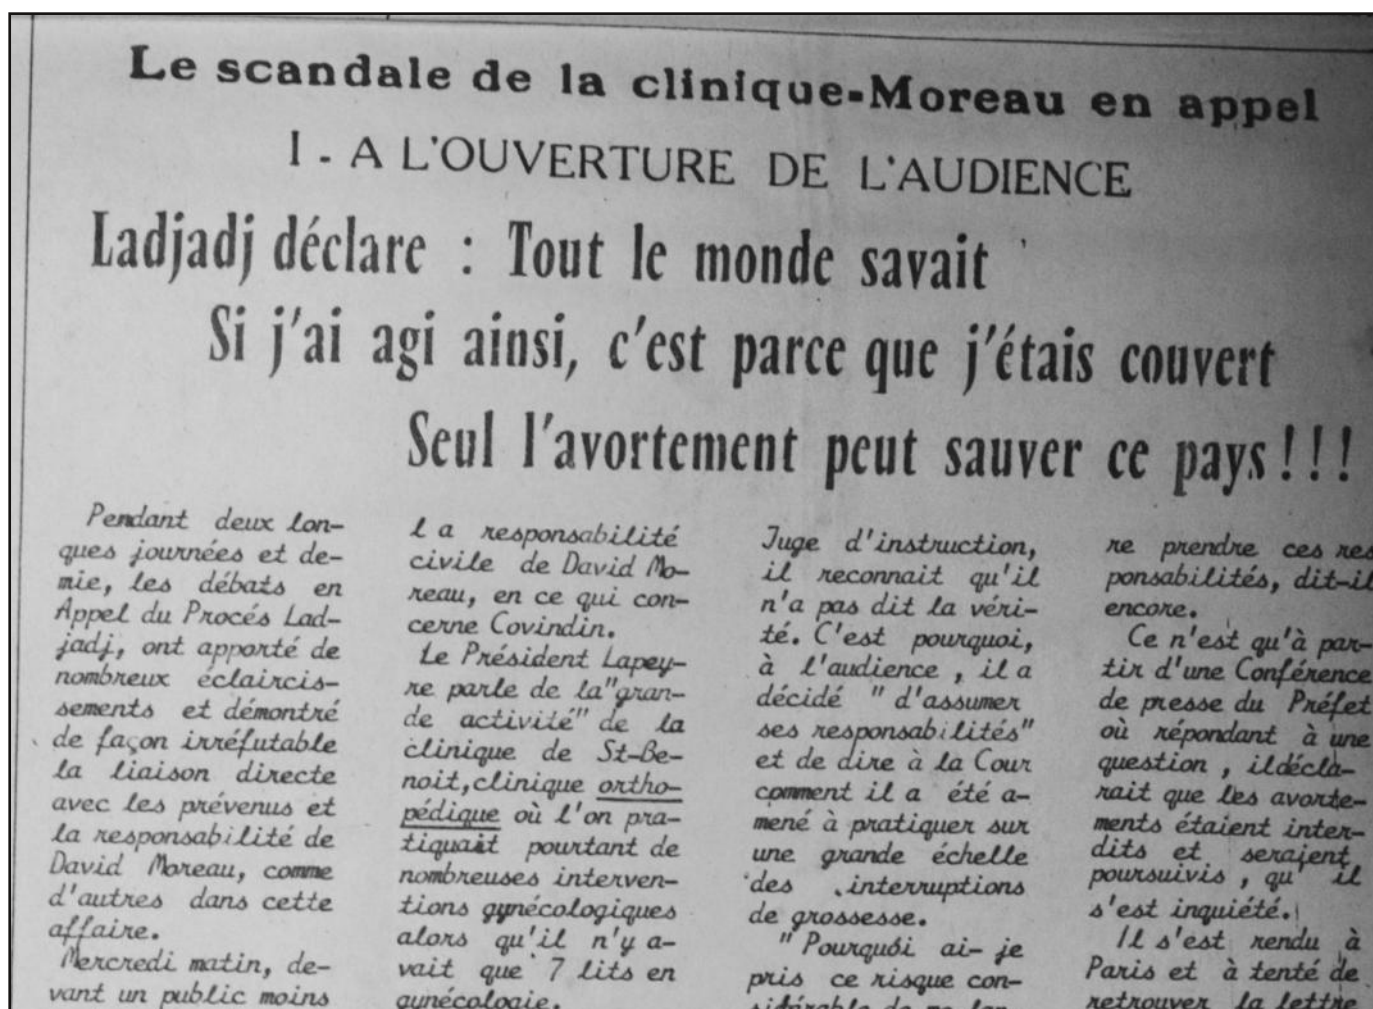 Le scandale de la clinique-Moreau en appel
I - A L'OUVERTURE DE L'AUDIENCE
Ladjadj déclare : Tout le monde savait
Si j'ai agi ainsi, c'est parce que j'étais couvert
Seul l'avortement peut sauver ce pays!!!
Pendant deux lon-
gues journées et de-
mie, les débats en
Appel du Procés Lad-
jadj, ont apporté de
nombreux éclaircis-
sements et démontré
de façon irréfutable
la liaison directe
avec les prévenus et
la responsabilité de
David Moreau, comme
d'autres dans cette
affaire.
Mercredi matin, de-
vant un public moins
l a responsabilité
civile de David Mo-
reau, en ce qui con-
cerne Covindin.
Le Président Lapey-
re parle de la"gran-
de activité" de la
clinique de St-Be-
noit,clinique ortho-
pédique où l'on pra-
tiquait pourtant de
nombreuses interven-
tions gynécologiques
alors qu'il n'y a-
vait que 7 lits en
gynécologie.
Juge d'instruction,
il reconnait qu'il
n'a pas dit la véri-
té. C'est pourquoi,
à l'audience , il a
décidé " d'assumer
ses responsabilités"
et de dire à la Cour
comment il a été a-
mené à pratiquer sur
une grande échelle
des interruptions
de grossesse.
" Pourquoi ai- je
pris ce risque con-
sidérable de me lan-
re prendre ces res
ponsabilités, dit-il
encore.
Ce n'est qu'à par-
tir d'une Conférence
de presse du Préfet
où répondant à une
question , ildécla-
rait que les avorte-
ments étaient inter-
dits et seraient
poursuivis , qu' il
s'est inquiété.
Il s'est rendu à
Paris et à tenté de
retrouver la lettre